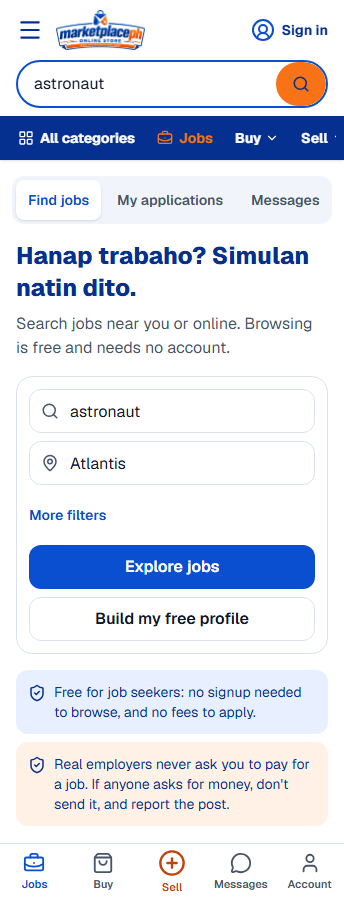 marketplaceph
ONLINE STORE
Sign in
astronaut
All categories
Jobs
Buy
Sell
Find jobs
My applications
Messages
Hanap trabaho? Simulan
natin dito.
Search jobs near you or online. Browsing
is free and needs no account.
astronaut
Atlantis
More filters
Explore jobs
Build my free profile
Free for job seekers: no signup needed
to browse, and no fees to apply.
Real employers never ask you to pay for
a job. If anyone asks for money, don't
send it, and report the post.
Jobs
Buy
Sell
Messages
Account